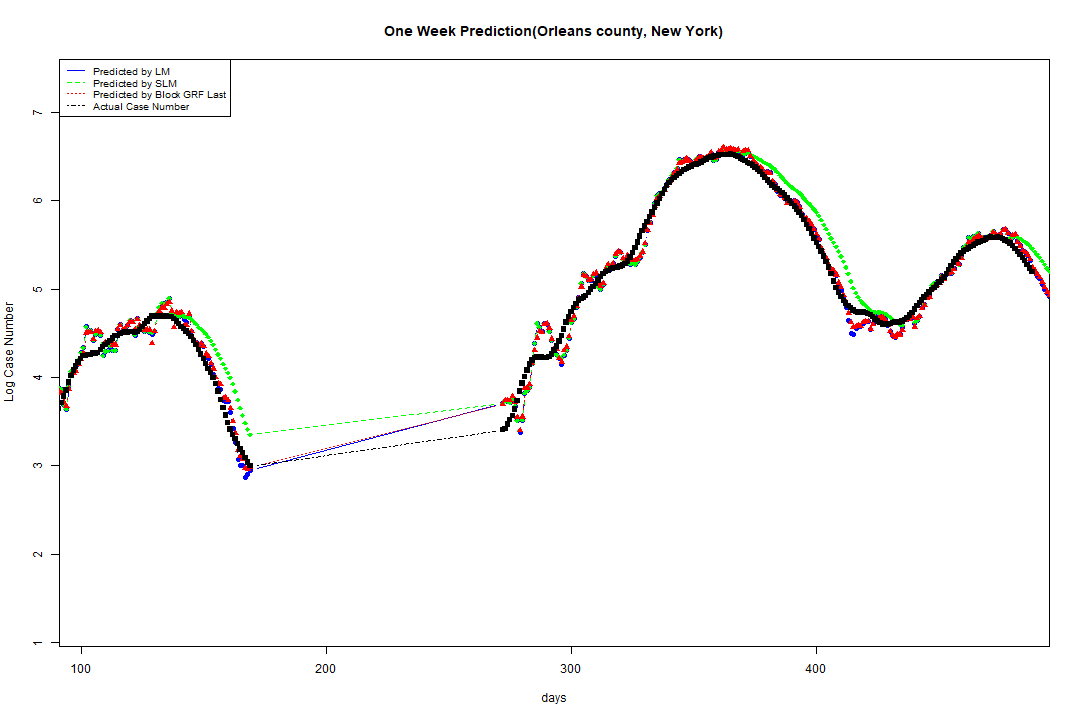 One Week Prediction(Orleans county, New York)
Predicted by LM
Predicted by SLM
Predicted by Block GRF Last
Actual Case Number
Log Case Number
7
6
5
4
3
2
1
100 200 300 400
days